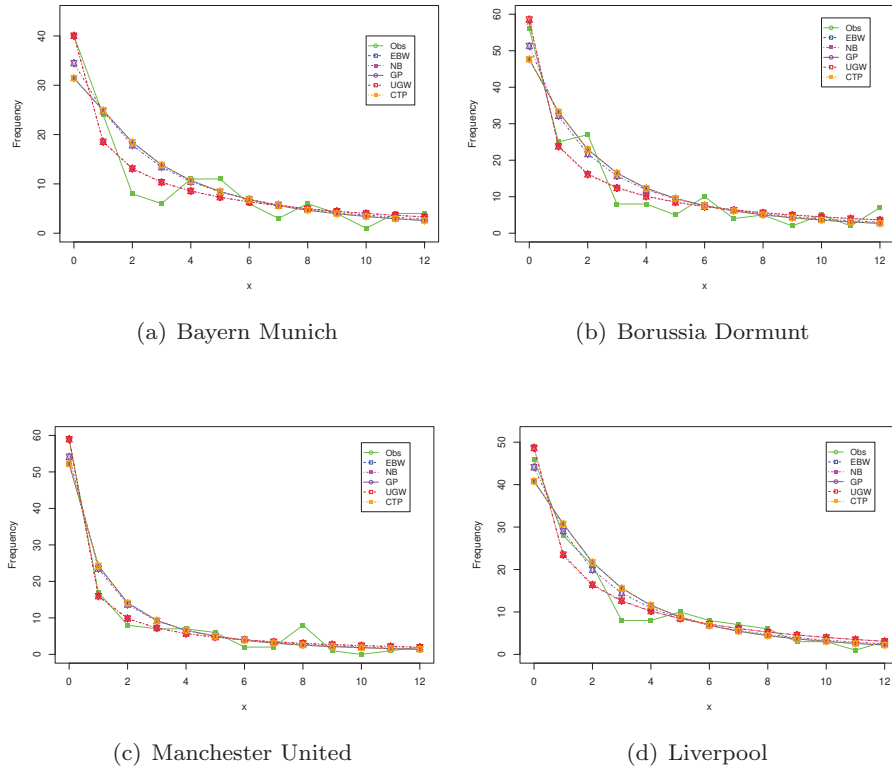 Obs
EBW
NB
GP
UGW
CTP
Frequency
0 10 20 30 40
0 2 4 6 8 10 12
x
(a) Bayern Munich
Obs
EBW
NB
GP
UGW
CTP
Frequency
0 10 20 30 40 50 60
0 2 4 6 8 10 12
x
(b) Borussia Dormunt
Obs
EBW
NB
GP
UGW
CTP
Frequency
0 10 20 30 40 50 60
0 2 4 6 8 10 12
x
(c) Manchester United
Obs
EBW
NB
GP
UGW
CTP
Frequency
0 10 20 30 40 50
0 2 4 6 8 10 12
x
(d) Liverpool